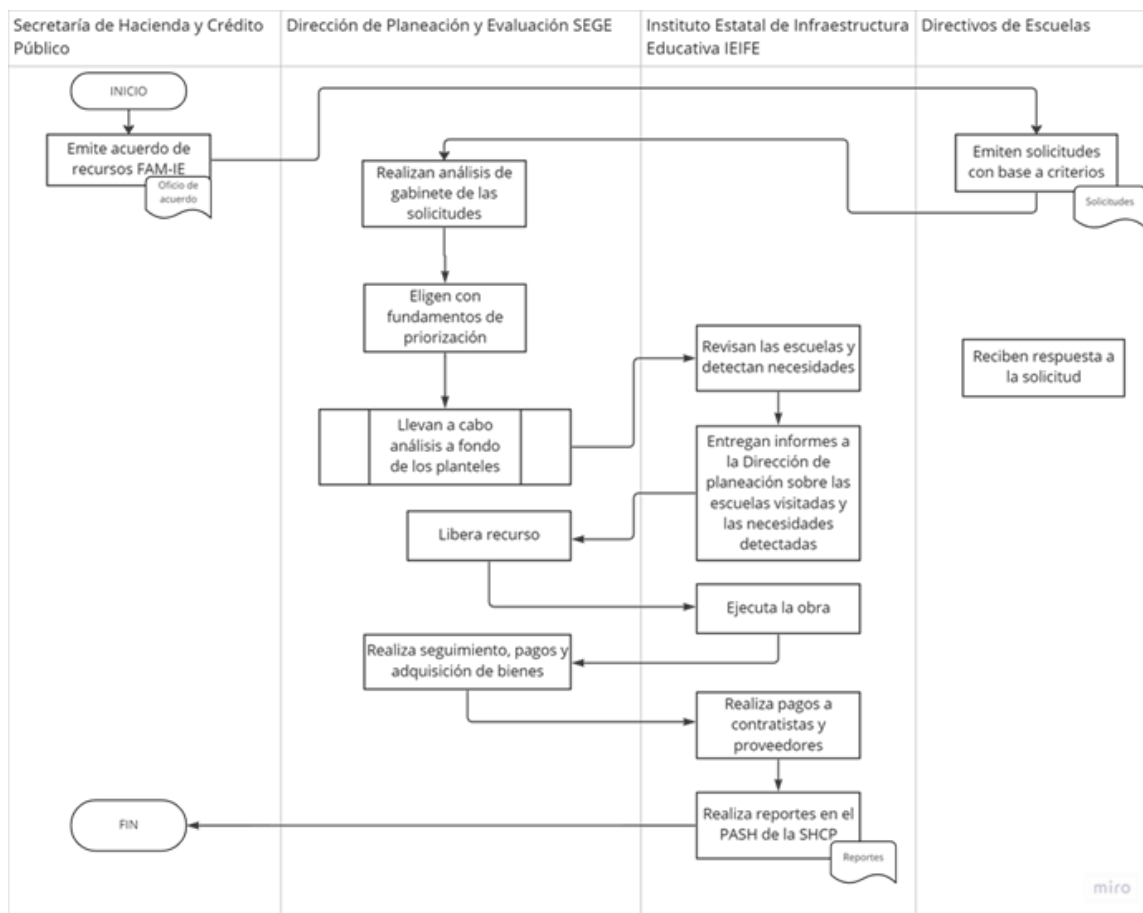 Secretaría de Hacienda y Crédito
Público
Dirección de Planeación y Evaluación SEGE
Instituto Estatal de Infraestructura
Educativa IEIFE
Directivos de Escuelas
INICIO
Emite acuerdo de
recursos FAM-IE
Oficio de
acuerdo
Emiten solicitudes
con base a criterios
Solicitudes
Realizan análisis de
gabinete de las
solicitudes
Eligen con
fundamentos de
priorización
Llevan a cabo
análisis a fondo
de los planteles
Revisan las escuelas y
detectan necesidades
Reciben respuesta a
la solicitud
Entregan informes a
la Dirección de
planeación sobre las
escuelas visitadas y
las necesidades
detectadas
Libera recurso
Ejecuta la obra
Realiza seguimiento, pagos y
adquisición de bienes
Realiza pagos a
contratistas y
proveedores
Realiza reportes en el
PASH de la SHCP
Reportes
FIN
miro